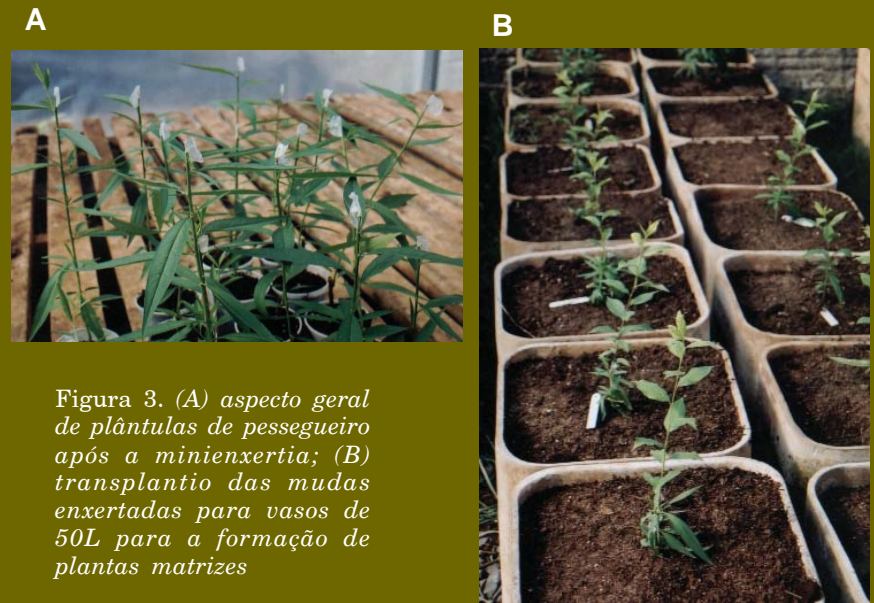 A
B
Figura 3. (A) aspecto geral
de plântulas de pessegueiro
após a minienxertia; (B)
transplantio das mudas
enxertadas para vasos de
50L para a formação de
plantas matrizes